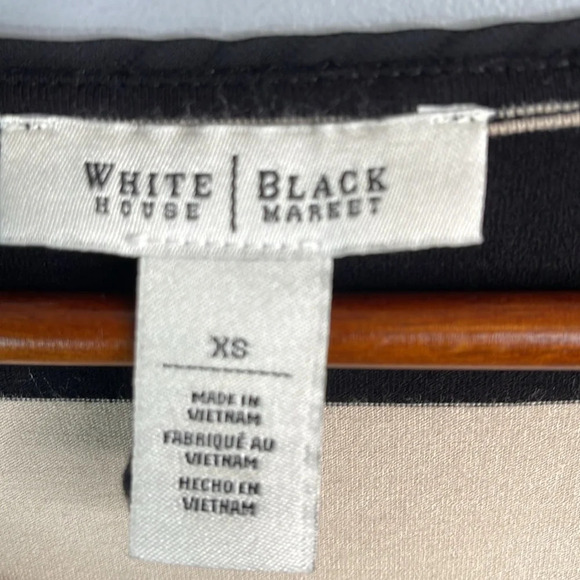 WHITE | BLACK
HOUSE | MARKET
XS
MADE IN
VIETNAM
FABRIQUÉ AU
VIETNAM
HECHO EN
VIETNAM